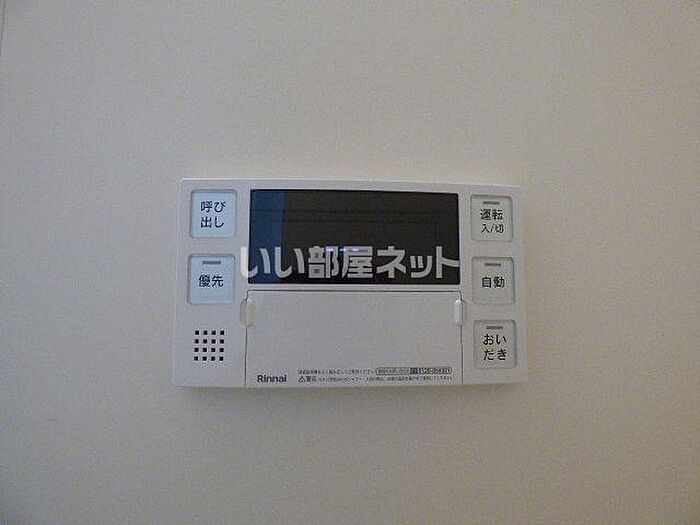 呼び
出し
優先
いい部屋ネット
運転
入/切
自動
おい
だき
Rinnai